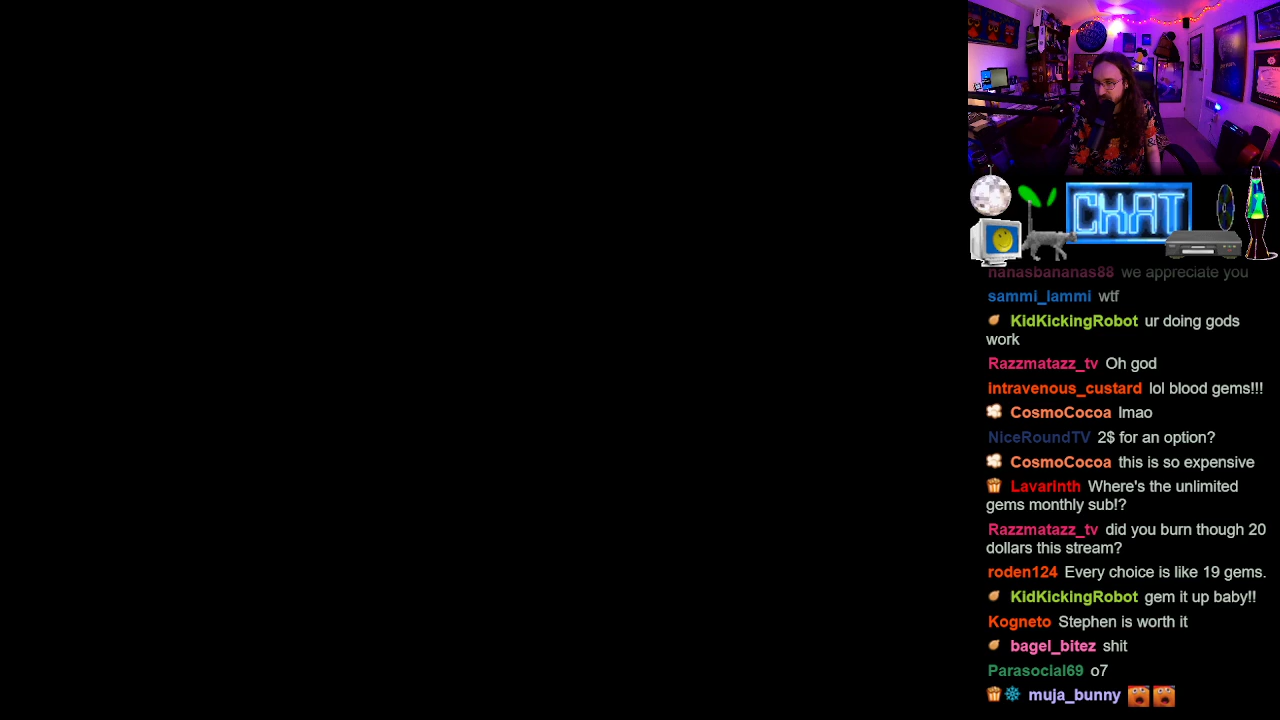 CHAT
nanasbananas88 we appreciate you
sammi_lammi wtf
KidKickingRobot ur doing gods
work
Razzmatazz_tv Oh god
intravenous_custard lol blood gems!!!
CosmoCocoa lmao
NiceRoundTV 2$ for an option?
CosmoCocoa this is so expensive
Lavarinth Where's the unlimited
gems monthly sub!?
Razzmatazz_tv did you burn though 20
dollars this stream?
roden124 Every choice is like 19 gems.
KidKickingRobot gem it up baby!!
Kogneto Stephen is worth it
bagel_bitez shit
Parasocial69 o7
muja_bunny